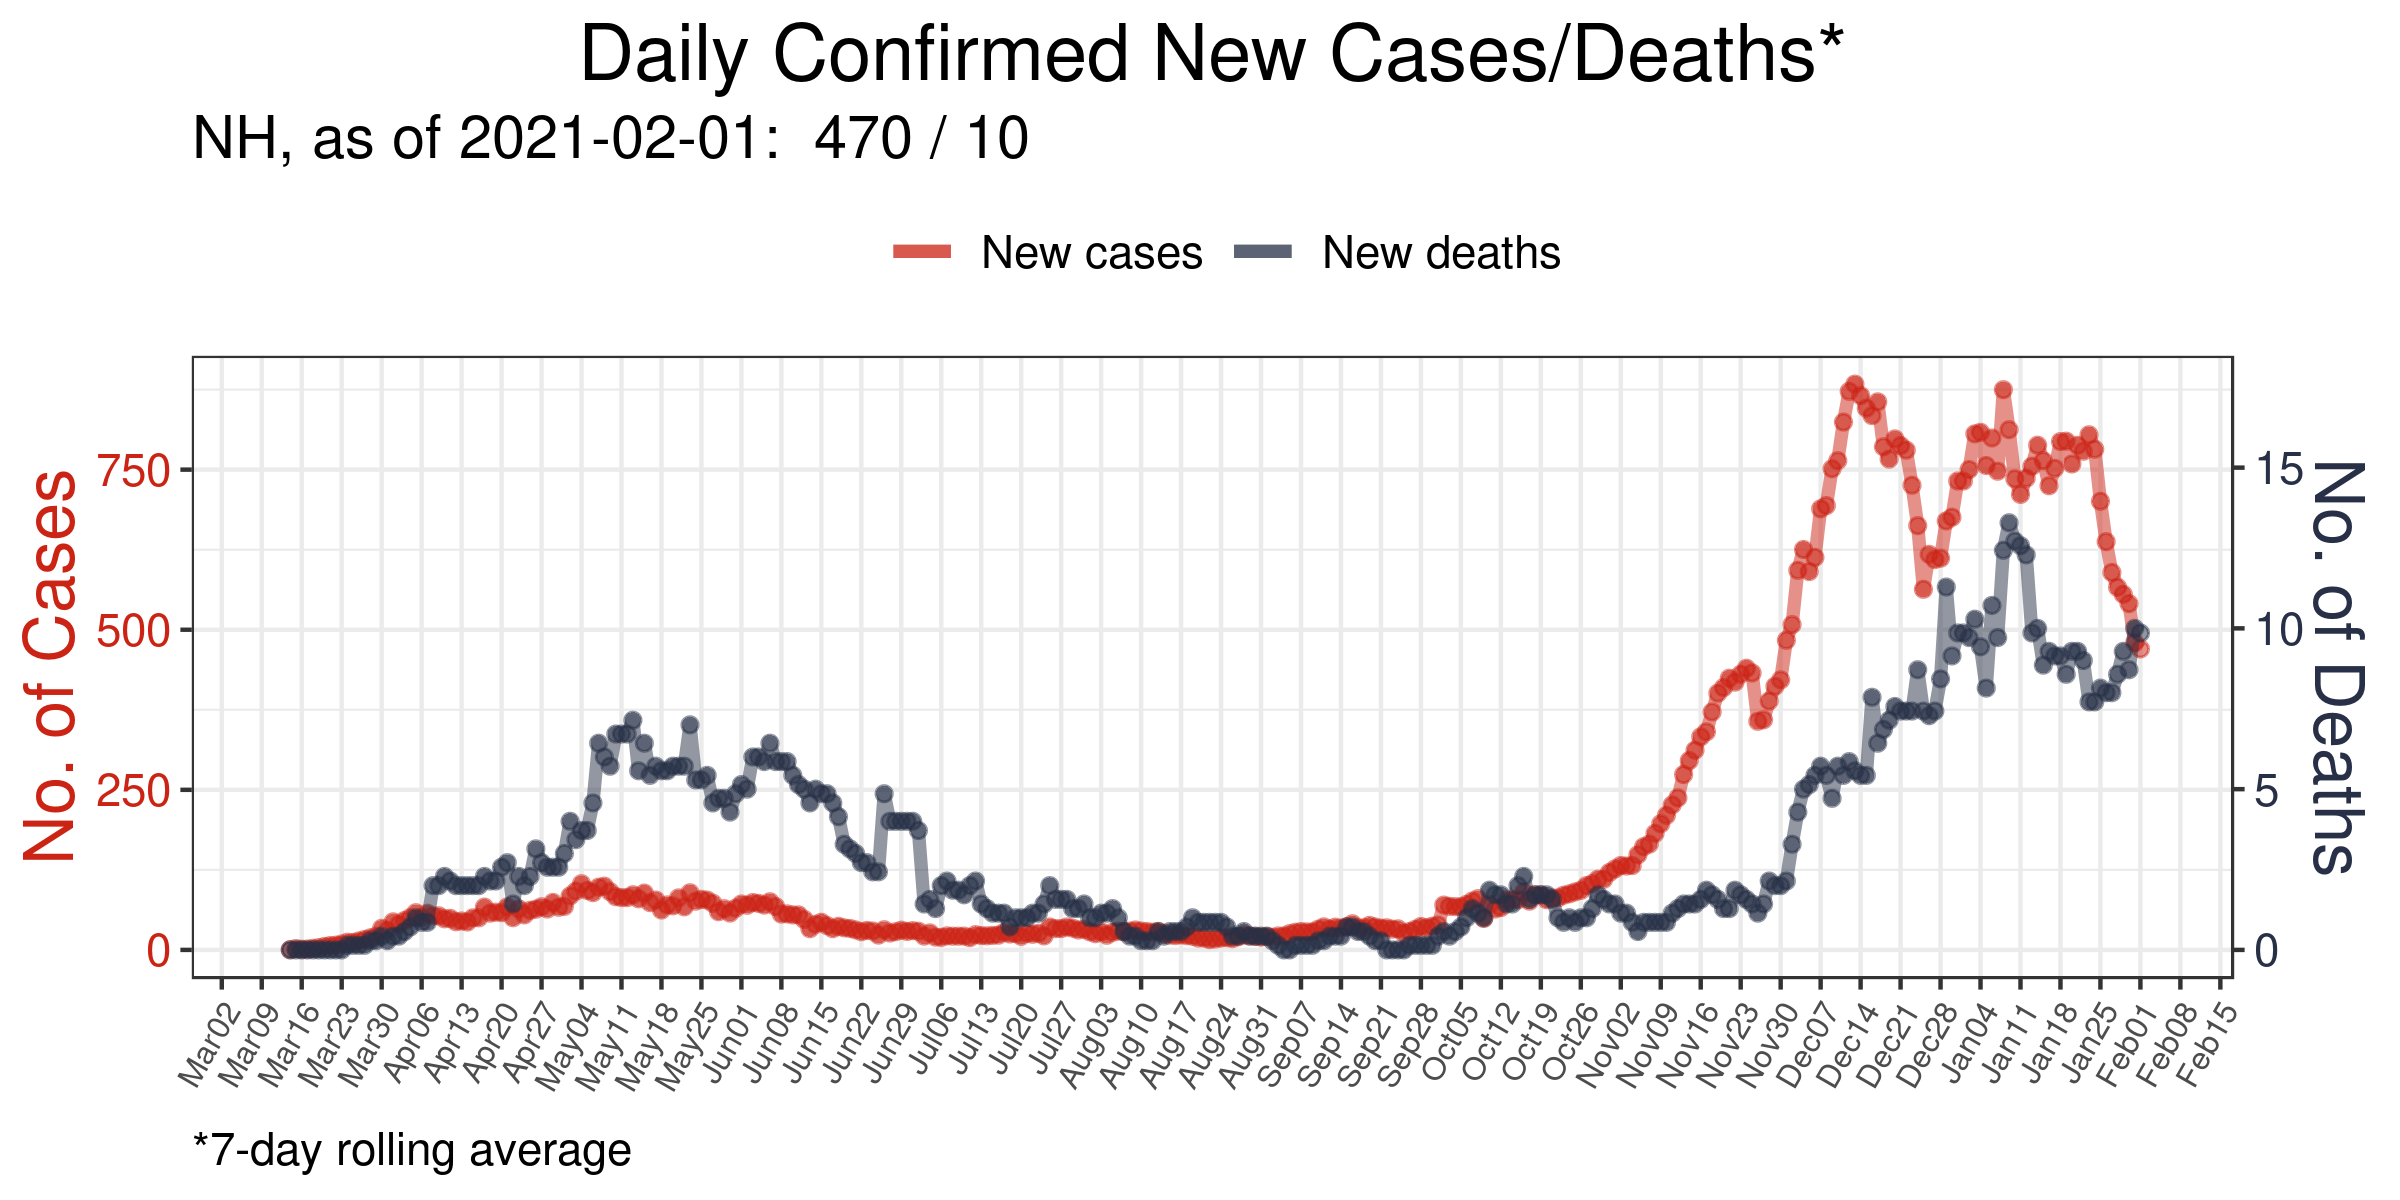 Daily Confirmed New Cases/Deaths*
NH, as of 2021-02-01:  470 / 10
New cases New deaths
No. of Cases
750
500
250
0
15
10
5
0
No. of Deaths
Mar02 Mar09 Mar16 Mar23 Mar30 Apr06 Apr13 Apr20 Apr27 May04 May11 May18 May25 Jun01 Jun08 Jun15 Jun22 Jun29 Jul06 Jul13 Jul20 Jul27 Aug03 Aug10 Aug17 Aug24 Aug31 Sep07 Sep14 Sep21 Sep28 Oct05 Oct12 Oct19 Oct26 Nov02 Nov09 Nov16 Nov23 Nov30 Dec07 Dec14 Dec21 Dec28 Jan04 Jan11 Jan18 Jan25 Feb01 Feb08 Feb15
*7-day rolling average